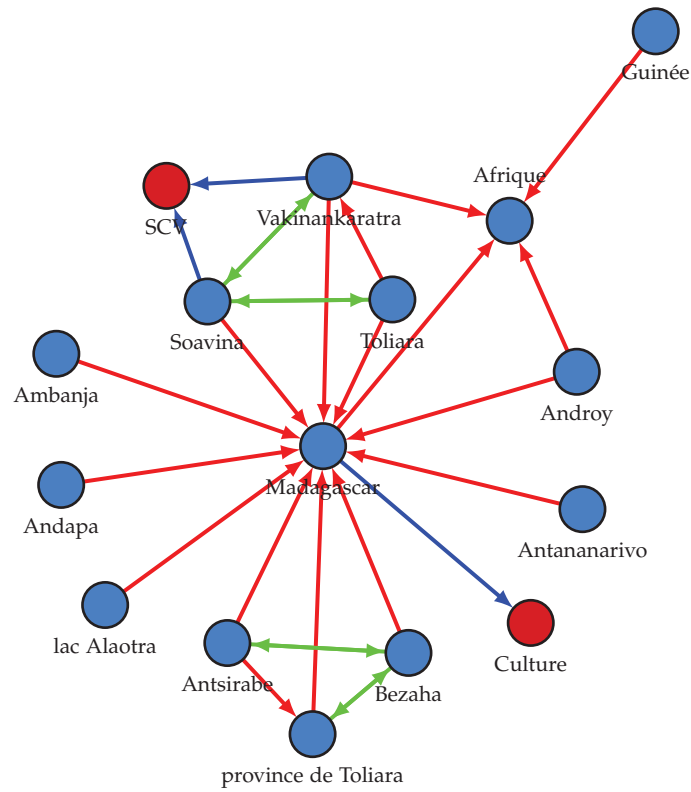 Guinée
Afrique
Vakinankaratra
SCV
Soavina
Toliara
Ambanja
Androy
Madagascar
Andapa
Antananarivo
lac Alaotra
Culture
Antsirabe
Bezaha
province de Toliara